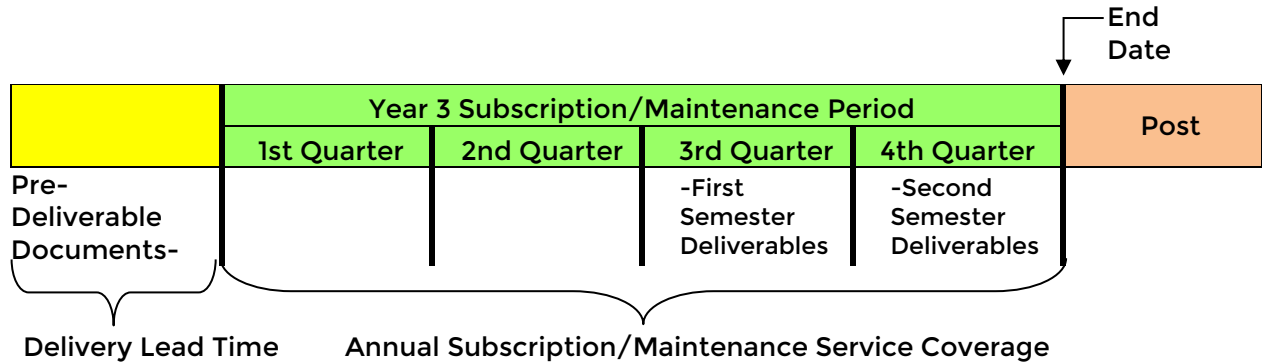 End
Date
Year 3 Subscription/Maintenance Period
Post
1st Quarter
2nd Quarter
3rd Quarter
4th Quarter
Pre-
Deliverable
Documents-
-First
Semester
Deliverables
-Second
Semester
Deliverables
Delivery Lead Time
Annual Subscription/Maintenance Service Coverage